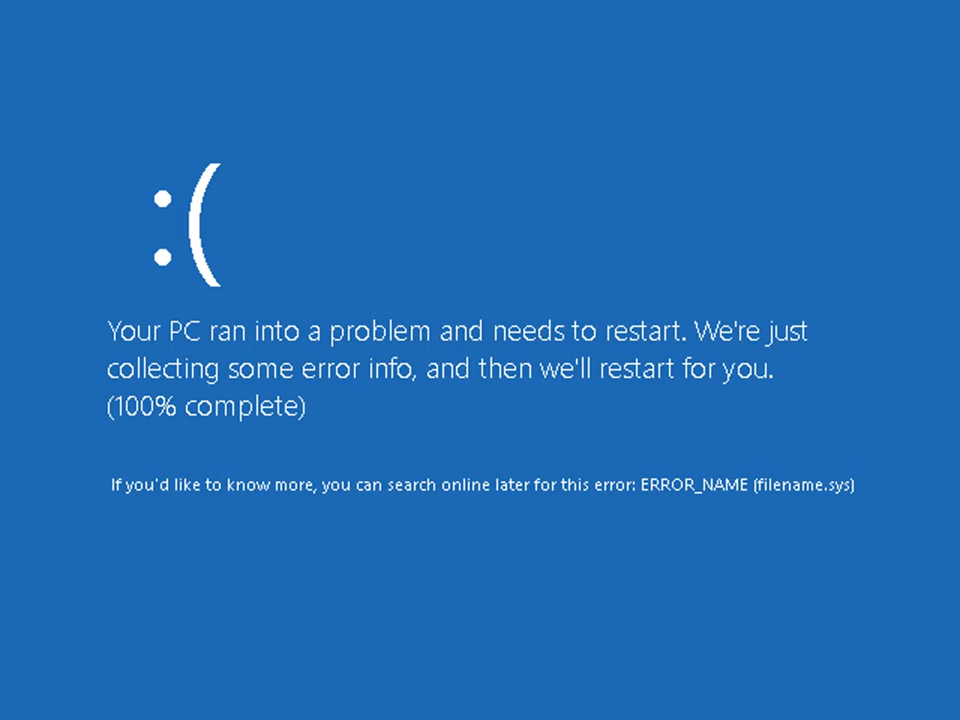 :(
Your PC ran into a problem and needs to restart. We're just
collecting some error info, and then we'll restart for you.
(100% complete)
If you'd like to know more, you can search online later for this error: ERROR_NAME (filename.sys)